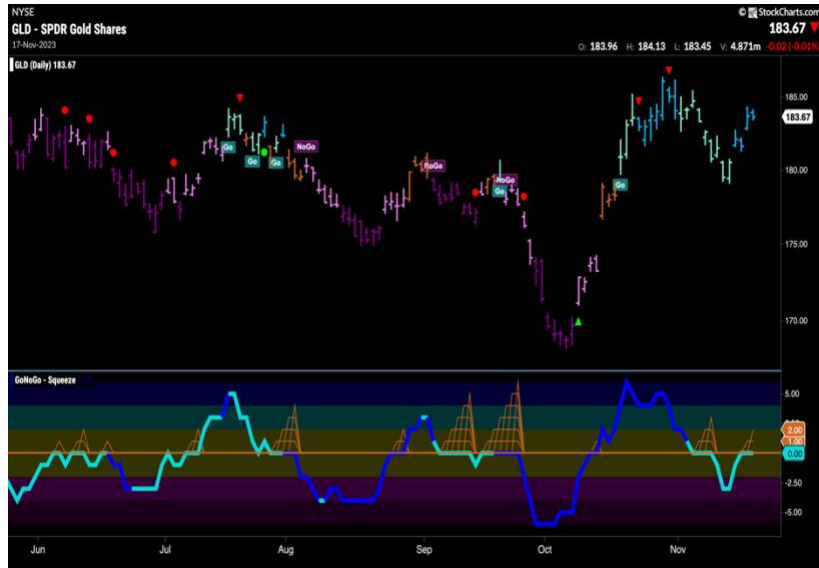 NYSE
© StockCharts.com
GLD - SPDR Gold Shares
183.67
17-Nov-2023
O: 183.96 H: 184.13 L: 183.45 V: 4.871m -0.02 (-0.01%)
GLD (Daily) 183.67
Go
Go
Go
NoGo
NoGo
NoGo
Go
Go
185.00
183.67
180.00
175.00
170.00
GoNoGo - Squeeze
5.00
2.00
1.00
0.00
-2.50
-5.00
Jun Jul Aug Sep Oct Nov